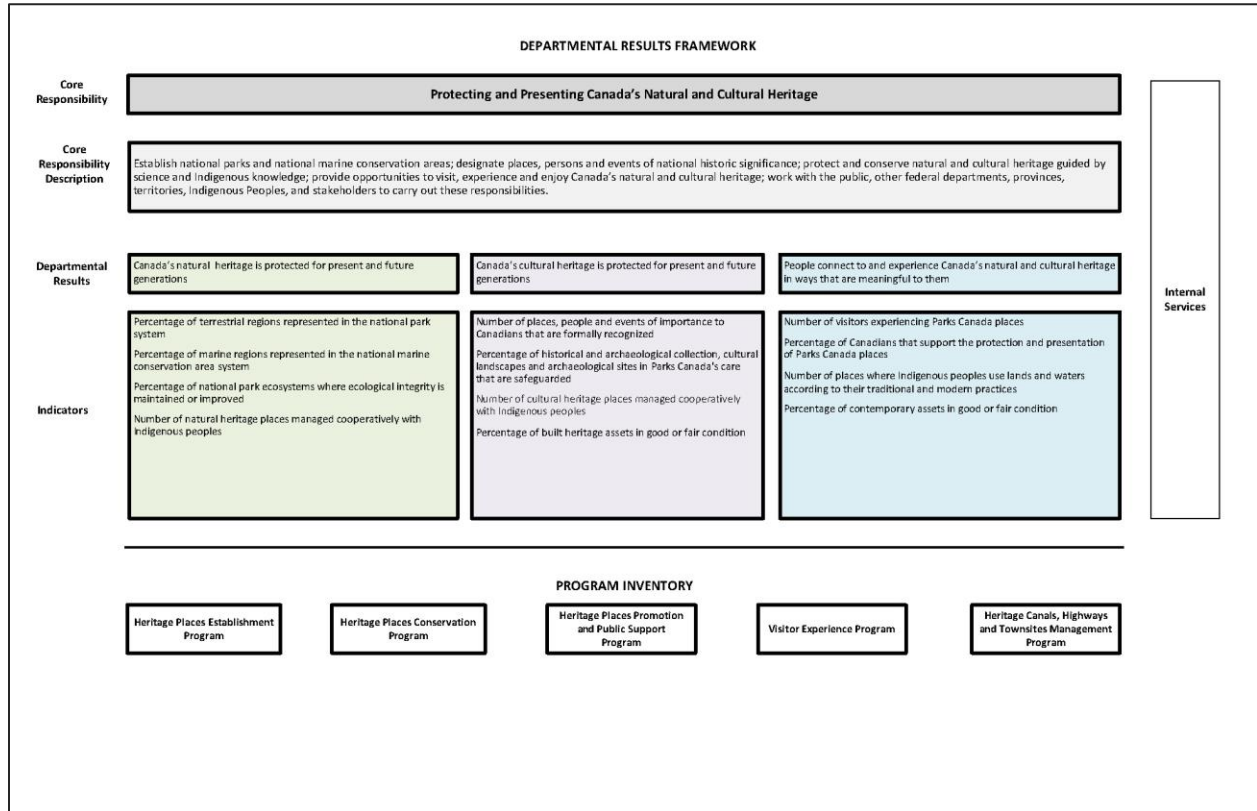 DEPARTMENTAL RESULTS FRAMEWORK
Core
Responsibility
Protecting and Presenting Canada's Natural and Cultural Heritage
Core
Responsibility
Description
Establish national parks and national marine conservation areas; designate places, persons and events of national historic significance; protect and conserve natural and cultural heritage guided by
science and Indigenous knowledge; provide opportunities to visit, experience and enjoy Canada's natural and cultural heritage; work with the public, other federal departments, provinces,
territories, Indigenous Peoples, and stakeholders to carry out these responsibilities.
Departmental
Results
Canada's natural heritage is protected for present and future
generations
Canada's cultural heritage is protected for present and future
generations
People connect to and experience Canada's natural and cultural heritage
in ways that are meaningful to them
Indicators
Percentage of terrestrial regions represented in the national park
system
Percentage of marine regions represented in the national marine
conservation area system
Percentage of national park ecosystems where ecological integrity is
maintained or improved
Number of natural heritage places managed cooperatively with
Indigenous peoples
Number of places, people and events of importance to
Canadians that are formally recognized
Percentage of historical and archaeological collection, cultural
landscapes and archaeological sites in Parks Canada's care
that are safeguarded
Number of cultural heritage places managed cooperatively
with Indigenous peoples
Percentage of built heritage assets in good or fair condition
Number of visitors experiencing Parks Canada places
Percentage of Canadians that support the protection and presentation
of Parks Canada places
Number of places where Indigenous peoples use lands and waters
according to their traditional and modern practices
Percentage of contemporary assets in good or fair condition
Internal
Services
PROGRAM INVENTORY
Heritage Places Establishment
Program
Heritage Places Conservation
Program
Heritage Places Promotion
and Public Support
Program
Visitor Experience Program
Heritage Canals, Highways
and Townsites Management
Program